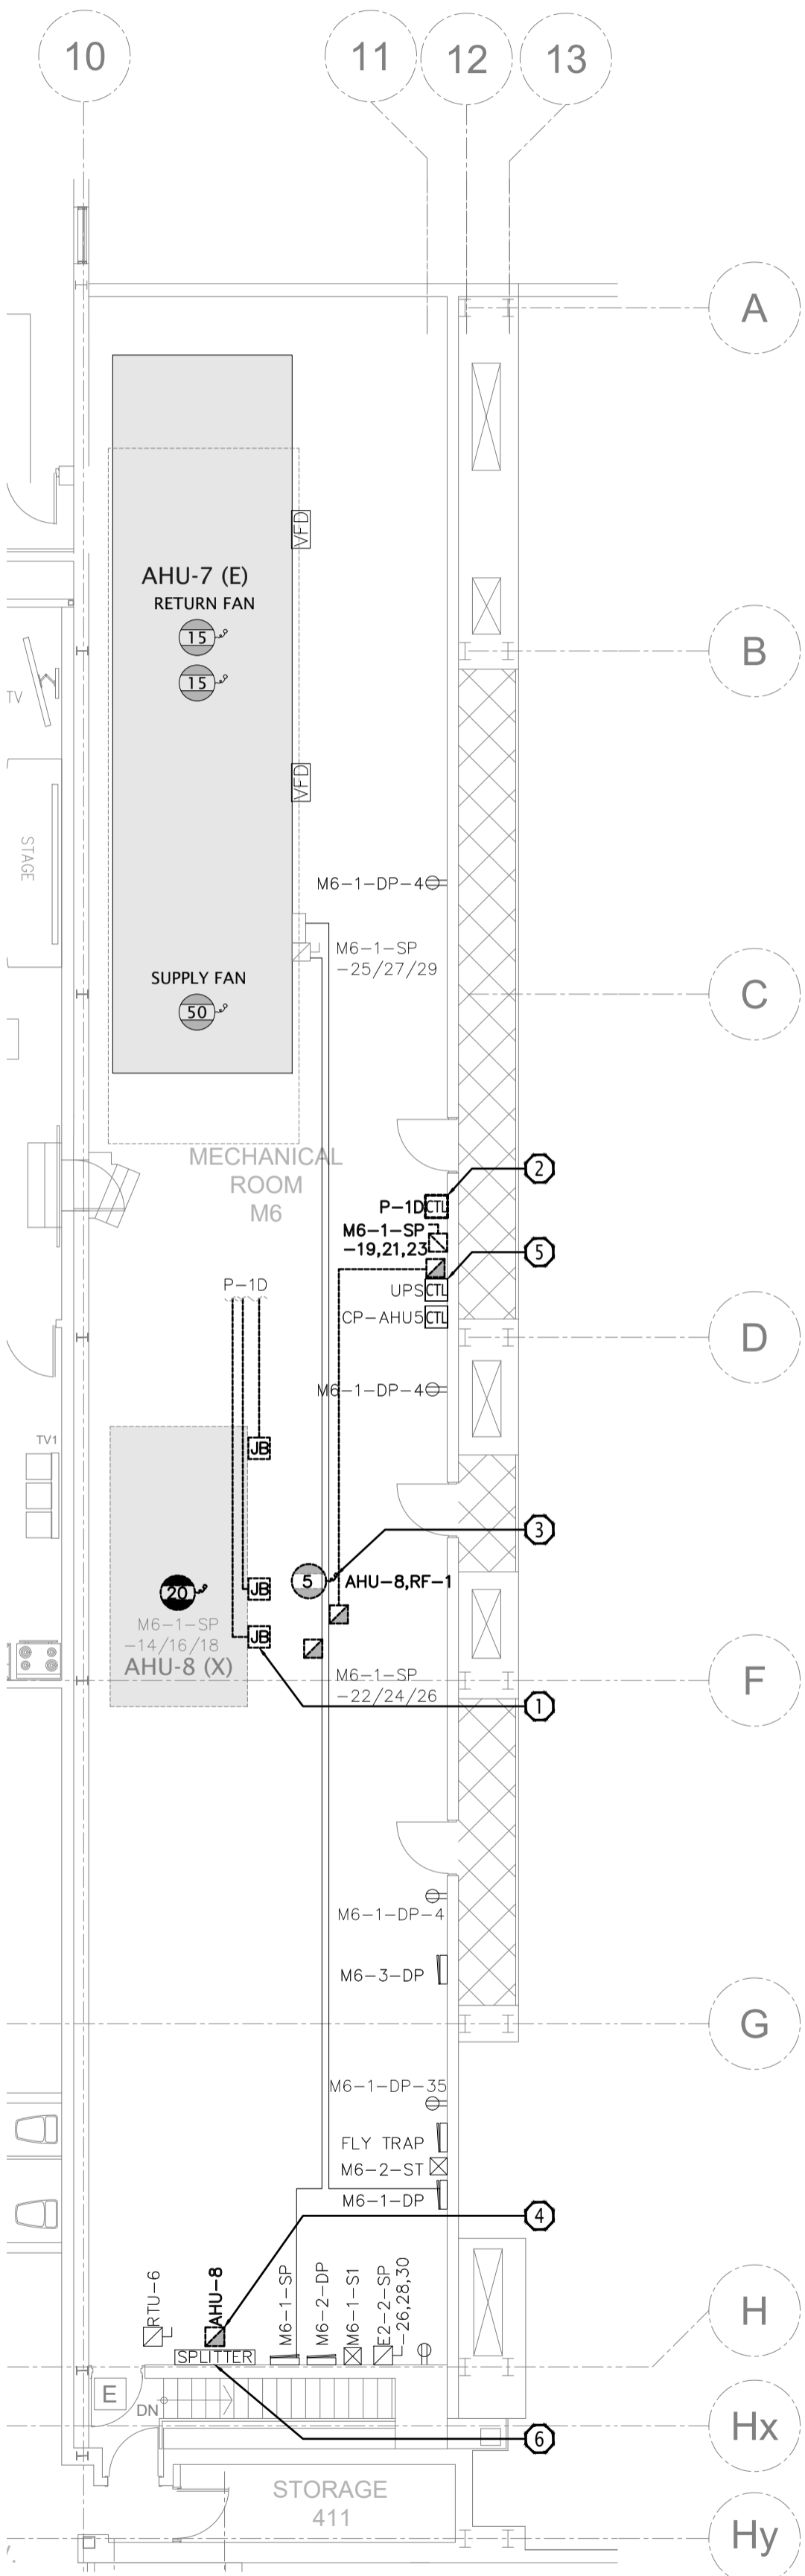 10
11
12
13
A
VFD
AHU-7 (E)
RETURN FAN
15
B
15
TV
VFD
STAGE
M6-1-DP-4
M6-1-SP
-25/27/29
SUPPLY FAN
50
C
MECHANICAL
ROOM
M6
2
P-1D
CTL
M6-1-SP
-19,21,23
5
P-1D
UPS
CTL
CP-AHU5
CTL
D
M6-1-DP-4
TV1
JB
3
5
AHU-8,RF-1
20
JB
M6-1-SP
-14/16/18
JB
AHU-8 (X)
M6-1-SP
-22/24/26
F
1
M6-1-DP-4
M6-3-DP
G
M6-1-DP-35
FLY TRAP
M6-2-ST
M6-1-DP
4
RTU-6
AHU-8
M6-1-SP
M6-2-DP
M6-1-S1
E2-2-SP
-26,28,30
H
SPLITTER
E
DN
Hx
6
STORAGE
411
Hy